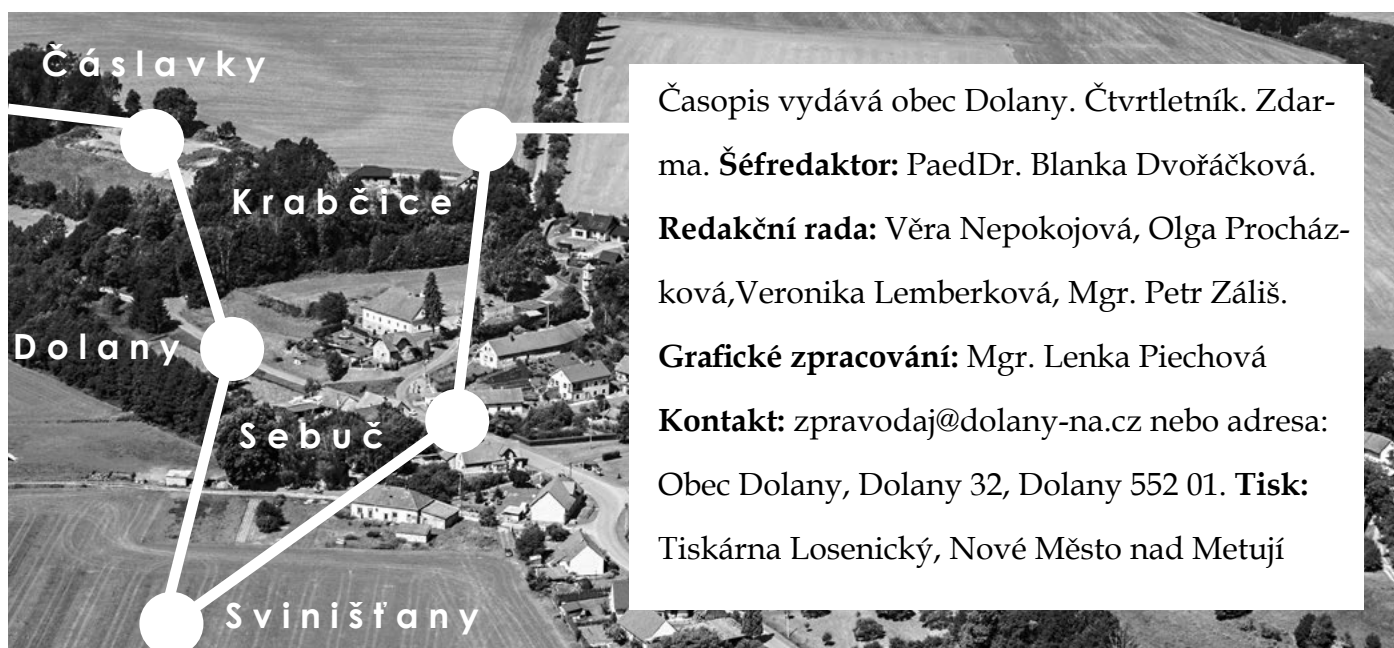 Čáslavky
Krabčice
Dolany
Sebuč
Svinišťany
Časopis vydává obec Dolany. Čtvrtletník. Zdar-
ma. Šéfredaktor: PaedDr. Blanka Dvořáčková.
Redakční rada: Věra Nepokojová, Olga Procház-
ková,Veronika Lemberková, Mgr. Petr Záliš.
Grafické zpracování: Mgr. Lenka Piechová
Kontakt: zpravodaj@dolany-na.cz nebo adresa:
Obec Dolany, Dolany 32, Dolany 552 01. Tisk:
Tiskárna Losenický, Nové Město nad Metují